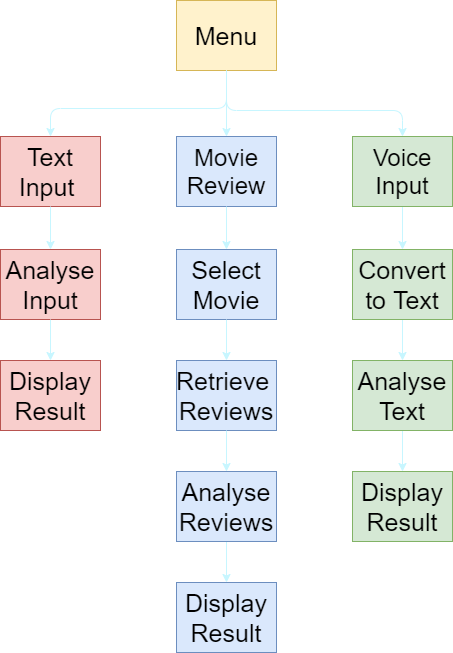 Menu
Text
Input
Movie
Review
Voice
Input
Analyse
Input
Select
Movie
Convert
to Text
Display
Result
Retrieve
Reviews
Analyse
Text
Analyse
Reviews
Display
Result
Display
Result